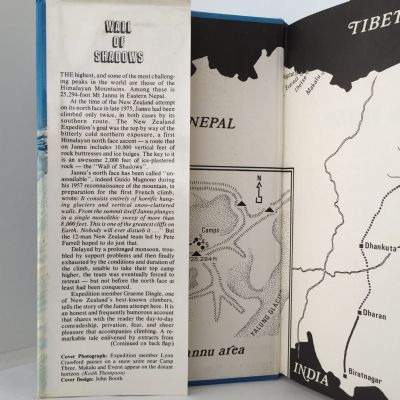 WALL
OF
SHADOWS
THE highest, and some of the most challeng-
ing peaks in the world are those of the
Himalayan Mountains. Among these is
25,294-foot Mt Jannu in Eastern Nepal.
At the time of the New Zealand attempt
on its north face in late 1975, Jannu had been
climbed only twice, in both cases by its
southern route. The New Zealand
Expedition's goal was the top by way of the
bitterly cold northern exposure, a first
Himalayan north face ascent — a route that
on Jannu includes 10,000 vertical feet of
rock buttresses and ice bulges. The key to it
is an awesome 2,000 feet of ice-plastered
rock — the "Wall of Shadows".
Jannu's north face has been called "un-
assailable", indeed Guido Magnone during
his 1957 reconnaissance of the mountain, in
preparation for the first French climb,
wrote: It consists entirely of horrific hang-
ing glaciers and vertical snow-cluttered
walls. From the summit itself Jannu plunges
in a single monolithic sweep more than
8,000 feet. This is one of the greatest cliffs on
Earth. Nobody will ever disturb it . . ." But
the 12-man New Zealand team led by Pete
Farrell hoped to do just that.
Delayed by a prolonged monsoon, trou-
bled by support problems and then finally
exhausted by the conditions and duration of
the climb, unable to take their top camp
higher, the team was eventually forced to
retreat — but not before the north face at
least had been conquered.
Expedition member Graeme Dingle, one
of New Zealand's best-known climbers,
tells the story of the Jannu attempt here. It is
an honest and frequently humorous account
that shares with the reader the day-to-day
comradeship, privation, fear, and sheer
pleasure that accompanies climbing. A re-
markable tale enlivened by extracts from
(Continued on back flap)
Cover Photograph: Expedition member Lynn
Crawford pauses on a snow arete near Camp
Three. Makalu and Everest appear on the distant
horizon. (Keith Thompson)
Cover Design: John Booth
NEPAL
Camps
25,294 ft
YALUNG GLACIER
annu area
TIBET
Everest
Makalu
Dhankuta
Dharan
Biratnagar
INDIA